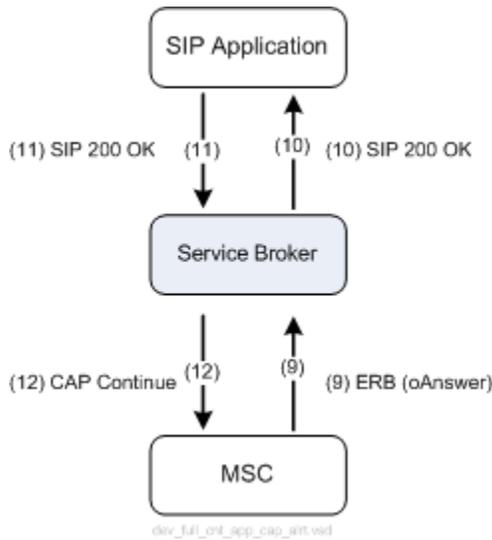 SIP Application
(11) SIP 200 OK (11) (10) (10) SIP 200 OK
Service Broker
(12) CAP Continue (12) (9) (9) ERB (oAnswer)
MSC
dev_full_cnt_app_cap_alrt.vsd